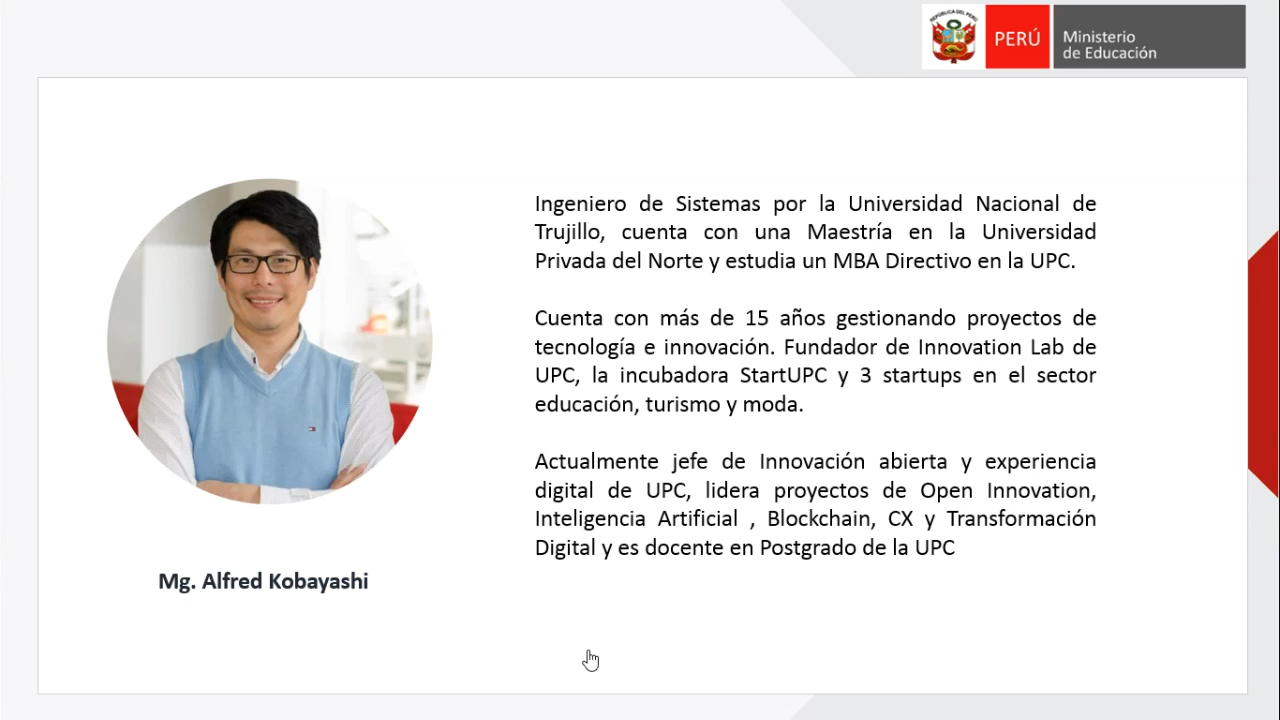 REPÚBLICA DEL PERÚ
PERÚ
Ministerio
de Educación
Ingeniero de Sistemas por la Universidad Nacional de
Trujillo, cuenta con una Maestría en la Universidad
Privada del Norte y estudia un MBA Directivo en la UPC.
Cuenta con más de 15 años gestionando proyectos de
tecnología e innovación. Fundador de Innovation Lab de
UPC, la incubadora StartUPC y 3 startups en el sector
educación, turismo y moda.
Actualmente jefe de Innovación abierta y experiencia
digital de UPC, lidera proyectos de Open Innovation,
Inteligencia Artificial , Blockchain, CX y Transformación
Digital y es docente en Postgrado de la UPC
Mg. Alfred Kobayashi